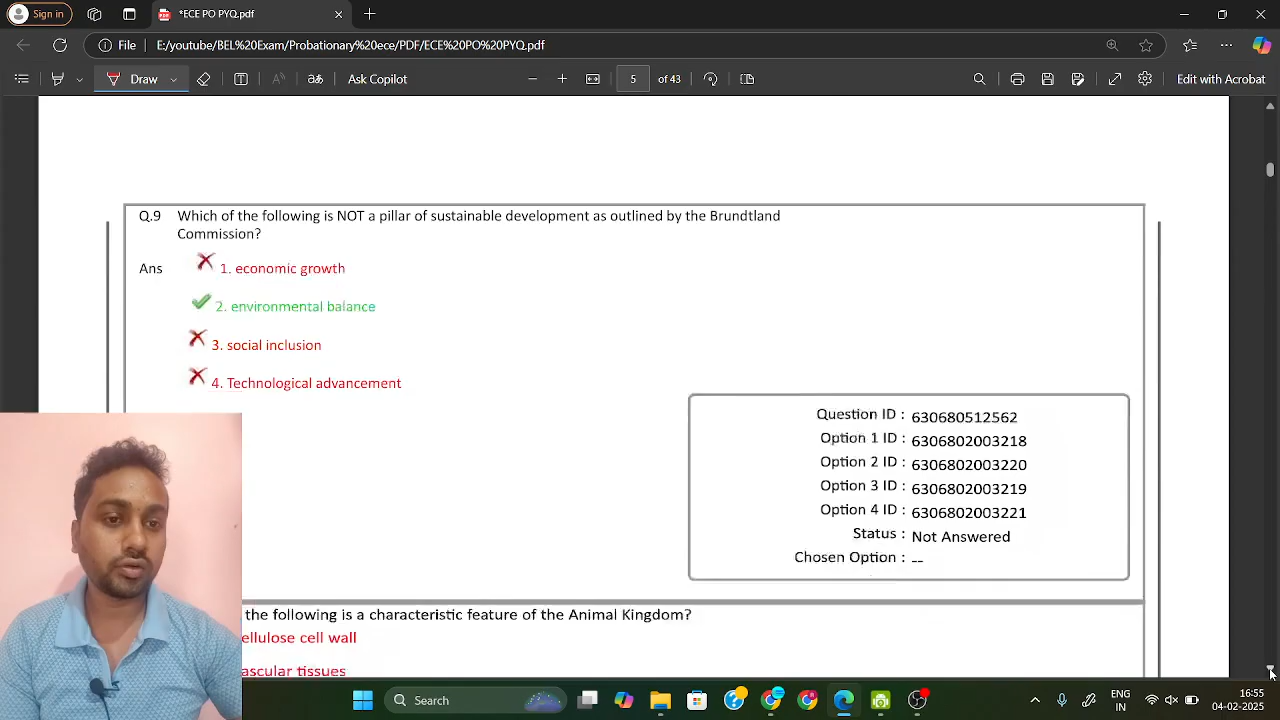 Sign in
*ECE PO PYQ.pdf
File
E:/youtube/BEL%20Exam/Probationary%20ece/PDF/ECE%20PO%20PYQ.pdf
Draw
Ask Copilot
5 of 43
Edit with Acrobat
Q.9 Which of the following is NOT a pillar of sustainable development as outlined by the Brundtland
Commission?
Ans 1. economic growth
2. environmental balance
3. social inclusion
4. Technological advancement
Question ID : 630680512562
Option 1 ID : 6306802003218
Option 2 ID : 6306802003220
Option 3 ID : 6306802003219
Option 4 ID : 6306802003221
Status : Not Answered
Chosen Option : --
the following is a characteristic feature of the Animal Kingdom?
ellulose cell wall
ascular tissues
Search
ENG
IN
16:55
04-02-2025